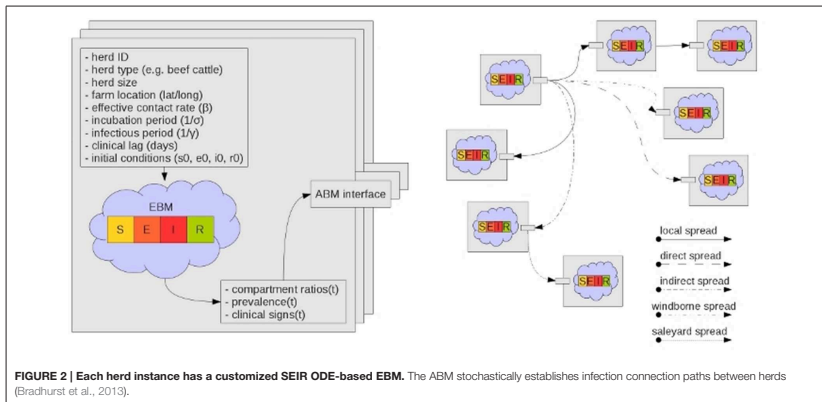 - herd ID
- herd type (e.g. beef cattle)
- herd size
- farm location (lat/long)
- effective contact rate (β)
- incubation period (1/σ)
- infectious period (1/γ)
- clinical lag (days)
- initial conditions (s0, e0, i0, r0)
EBM
S E I R
ABM interface
- compartment ratios(t)
- prevalence(t)
- clinical signs(t)
SEIR
SEIR
SEIR
SEIR
SEIR
SEIR
SEIR
SEIR
local spread
direct spread
indirect spread
windborne spread
saleyard spread
FIGURE 2 | Each herd instance has a customized SEIR ODE-based EBM. The ABM stochastically establishes infection connection paths between herds
(Bradhurst et al., 2013).